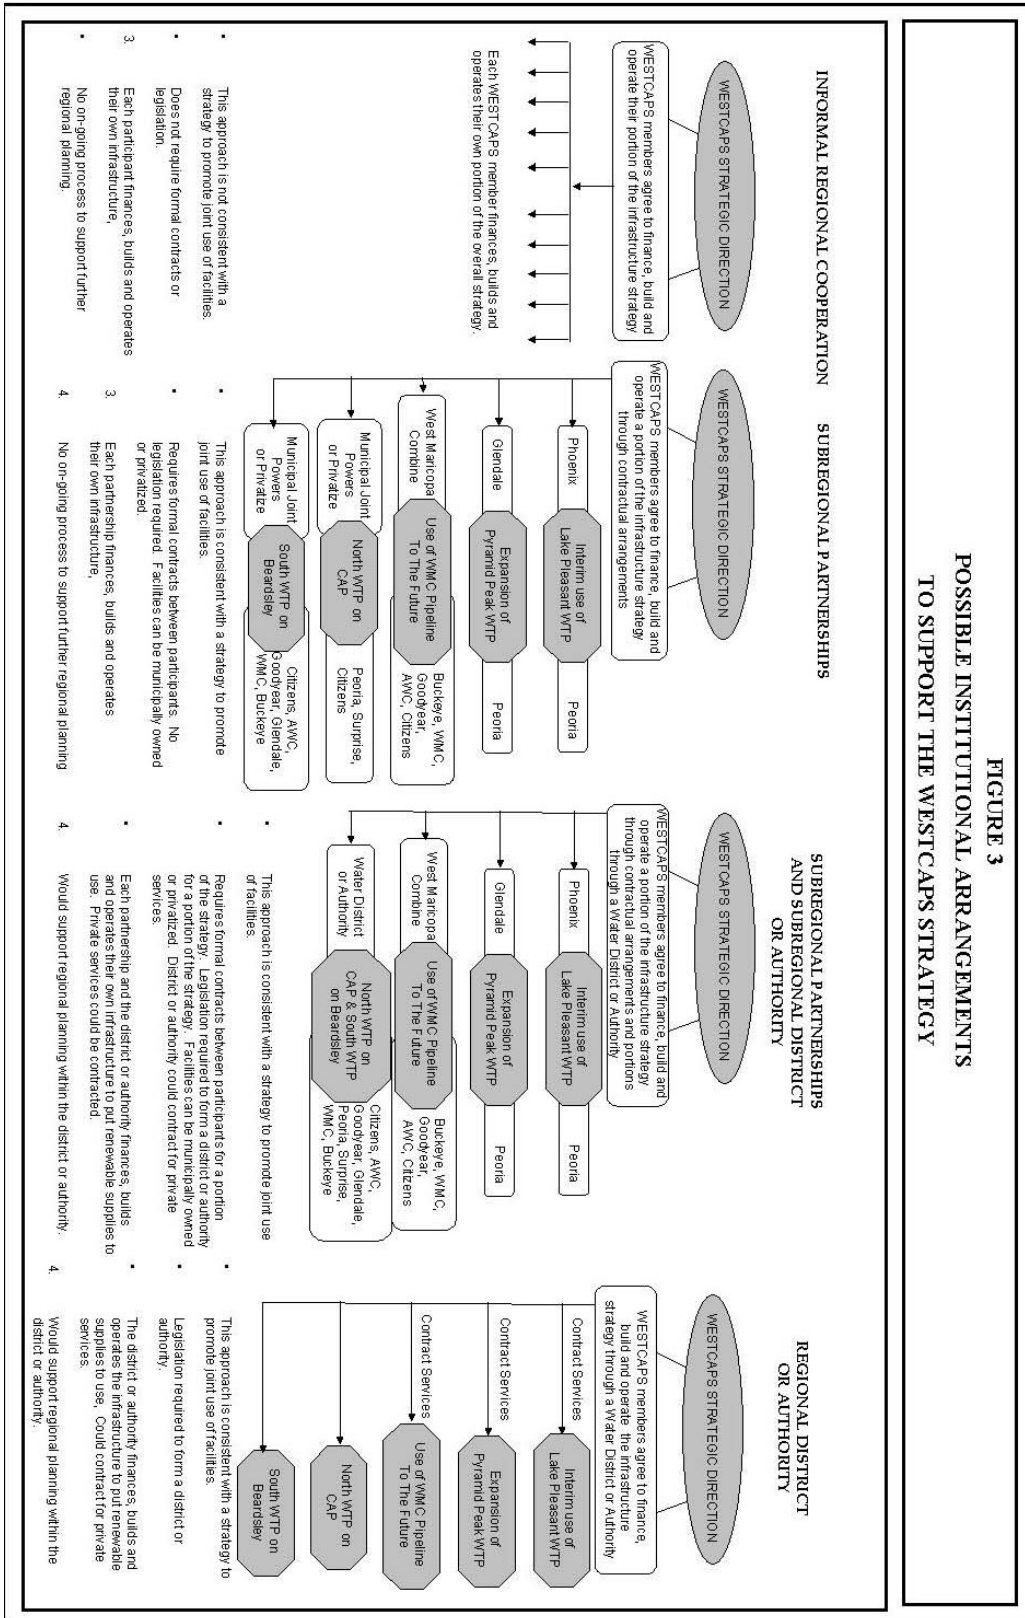 FIGURE 3
POSSIBLE INSTITUTIONAL ARRANGEMENTS
TO SUPPORT THE WESTCAPS STRATEGY
INFORMAL REGIONAL COOPERATION
WESTCAPS STRATEGIC DIRECTION
WESTCAPS members agree to finance, build and
operate their portion of the infrastructure strategy
Each WESTCAPS member finances, builds and
operates their own portion of the overall strategy.
• This approach is not consistent with a
strategy to promote joint use of facilities.
• Does not require formal contracts or
legislation.
3. Each participant finances, builds and operates
their own infrastructure,
• No on-going process to support further
regional planning.
SUBREGIONAL PARTNERSHIPS
WESTCAPS STRATEGIC DIRECTION
WESTCAPS members agree to finance, build and
operate a portion of the infrastructure strategy
through contractual arrangements
Phoenix
Interim use of
Lake Pleasant WTP
Peoria
Glendale
Expansion of
Pyramid Peak WTP
Peoria
West Maricopa
Combine
Use of WMC Pipeline
To The Future
Buckeye, WMC,
Goodyear,
AWC, Citizens
Municipal Joint
Powers
or Privatize
North WTP on
CAP
Peoria, Surprise,
Citizens
Municipal Joint
Powers
or Privatize
South WTP on
Beardsley
Citizens, AWC,
Goodyear, Glendale,
WMC, Buckeye
• This approach is consistent with a strategy to promote
joint use of facilities.
• Requires formal contracts between participants. No
legislation required. Facilities can be municipally owned
or privatized.
3. Each partnership finances, builds and operates
their own infrastructure,
4. No on-going process to support further regional planning
SUBREGIONAL PARTNERSHIPS
AND SUBREGIONAL DISTRICT
OR AUTHORITY
WESTCAPS STRATEGIC DIRECTION
WESTCAPS members agree to finance, build and
operate a portion of the infrastructure strategy
through contractual arrangements and portions
through a Water District or Authority
Phoenix
Interim use of
Lake Pleasant WTP
Peoria
Glendale
Expansion of
Pyramid Peak WTP
Peoria
West Maricopa
Combine
Use of WMC Pipeline
To The Future
Buckeye, WMC,
Goodyear,
AWC, Citizens
Water District
or Authority
North WTP on
CAP & South WTP
on Beardsley
Citizens, AWC,
Goodyear, Glendale,
Peoria, Surprise,
WMC, Buckeye
• This approach is consistent with a strategy to promote joint use
of facilities.
• Requires formal contracts between participants for a portion
of the strategy. Legislation required to form a district or authority
for a portion of the strategy. Facilities can be municipally owned
or privatized. District or authority could contract for private
services.
• Each partnership and the district or authority finances, builds
and operates their own infrastructure to put renewable supplies to
use. Private services could be contracted.
4. Would support regional planning within the district or authority.
REGIONAL DISTRICT
OR AUTHORITY
WESTCAPS STRATEGIC DIRECTION
WESTCAPS members agree to finance,
build and operate the infrastructure
strategy through a Water District or Authority
Contract Services
Interim use of
Lake Pleasant WTP
Contract Services
Expansion of
Pyramid Peak WTP
Contract Services
Use of WMC Pipeline
To The Future
North WTP on
CAP
South WTP on
Beardsley
• This approach is consistent with a strategy to
promote joint use of facilities.
• Legislation required to form a district or
authority.
• The district or authority finances, builds and
operates the infrastructure to put renewable
supplies to use, Could contract for private
services.
4. Would support regional planning within the
district or authority.